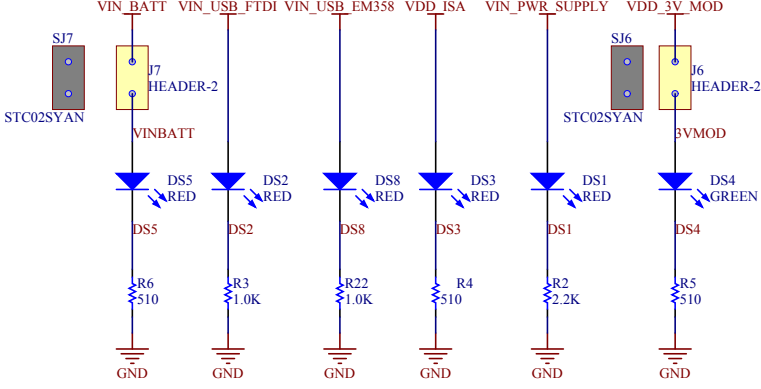 VIN_BATT VIN_USB_FTDI VIN_USB_EM358 VDD_ISA VIN_PWR_SUPPLY VDD_3V_MOD
SJ7 SJ6
J7 J6
HEADER-2 HEADER-2
STC02SYAN STC02SYAN
VINBATT 3VMOD
DS5 DS2 DS8 DS3 DS1 DS4
RED RED RED RED RED GREEN
DS5 DS2 DS8 DS3 DS1 DS4
R6 R3 R22 R4 R2 R5
510 1.0K 1.0K 510 2.2K 510
GND GND GND GND GND GND